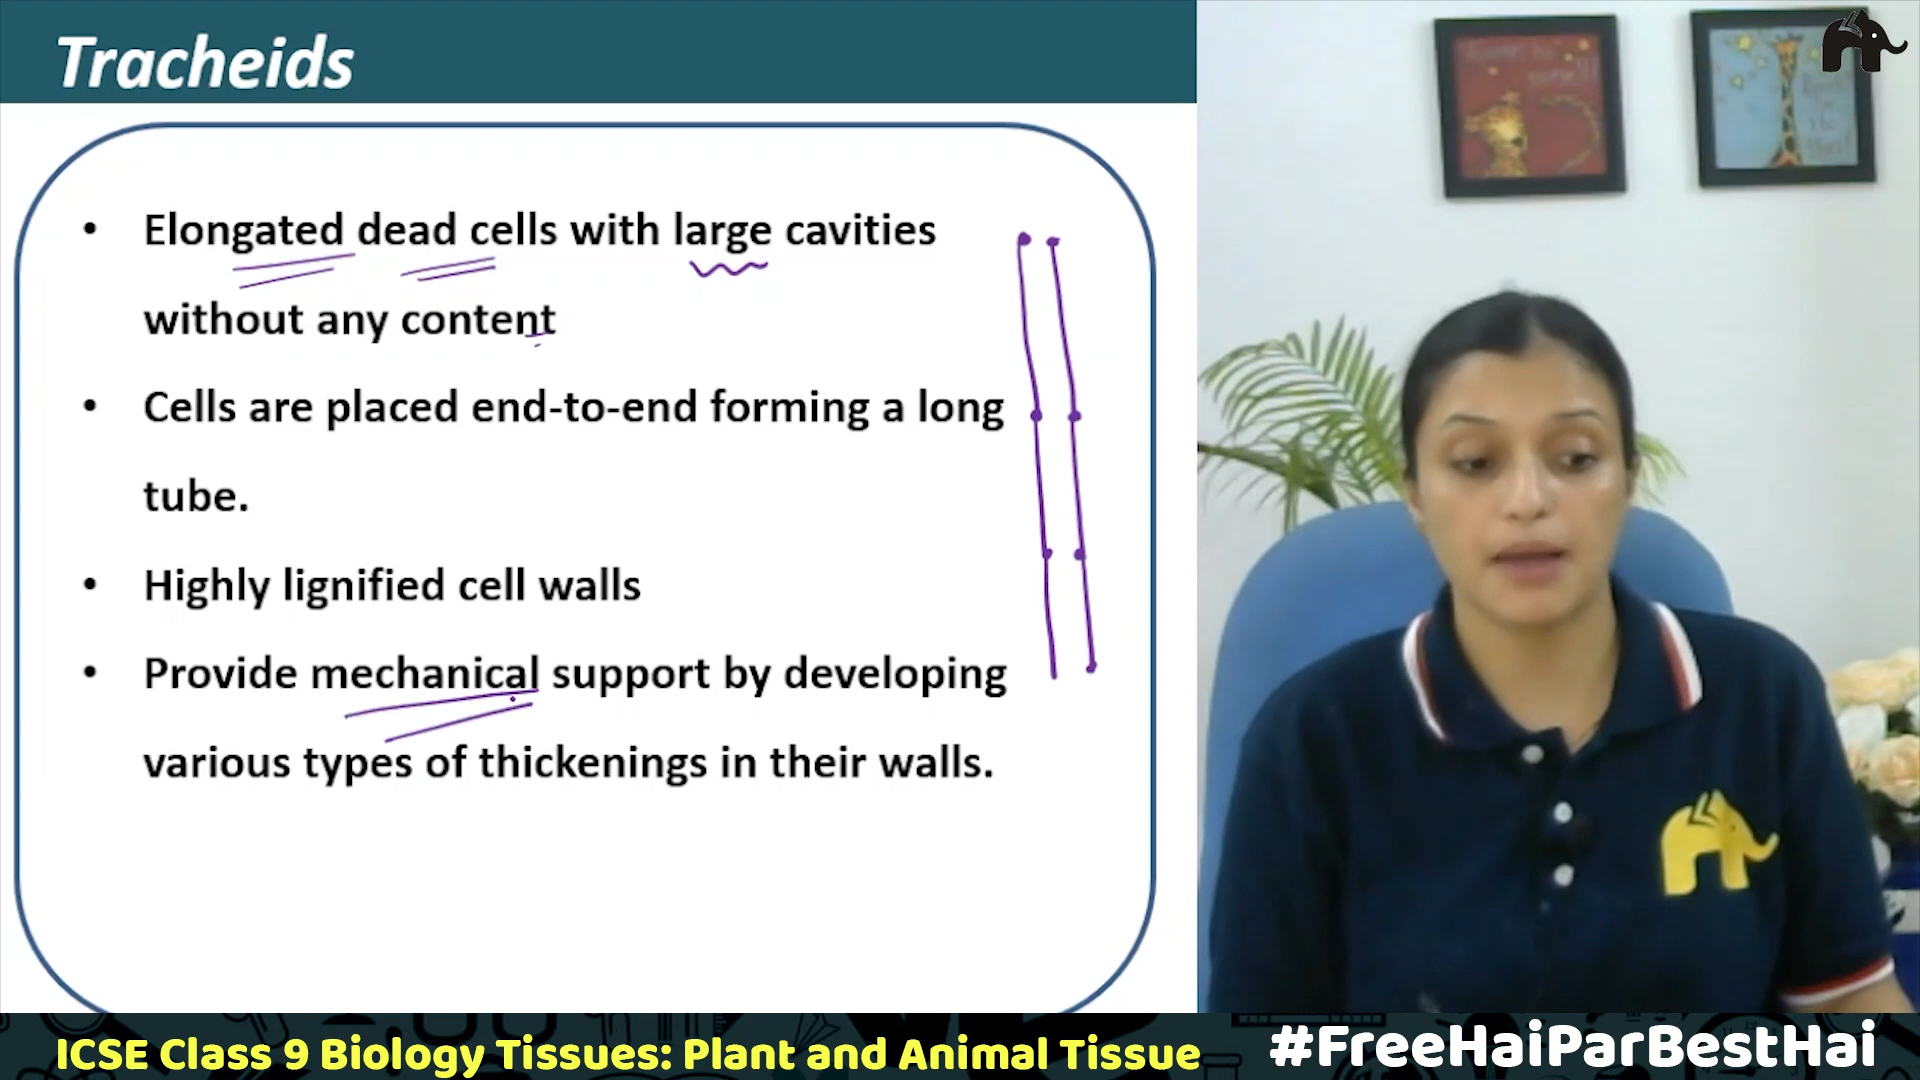 Tracheids
• Elongated dead cells with large cavities
without any content
• Cells are placed end-to-end forming a long
tube.
• Highly lignified cell walls
• Provide mechanical support by developing
various types of thickenings in their walls.
ICSE Class 9 Biology Tissues: Plant and Animal Tissue
#FreeHaiParBestHai